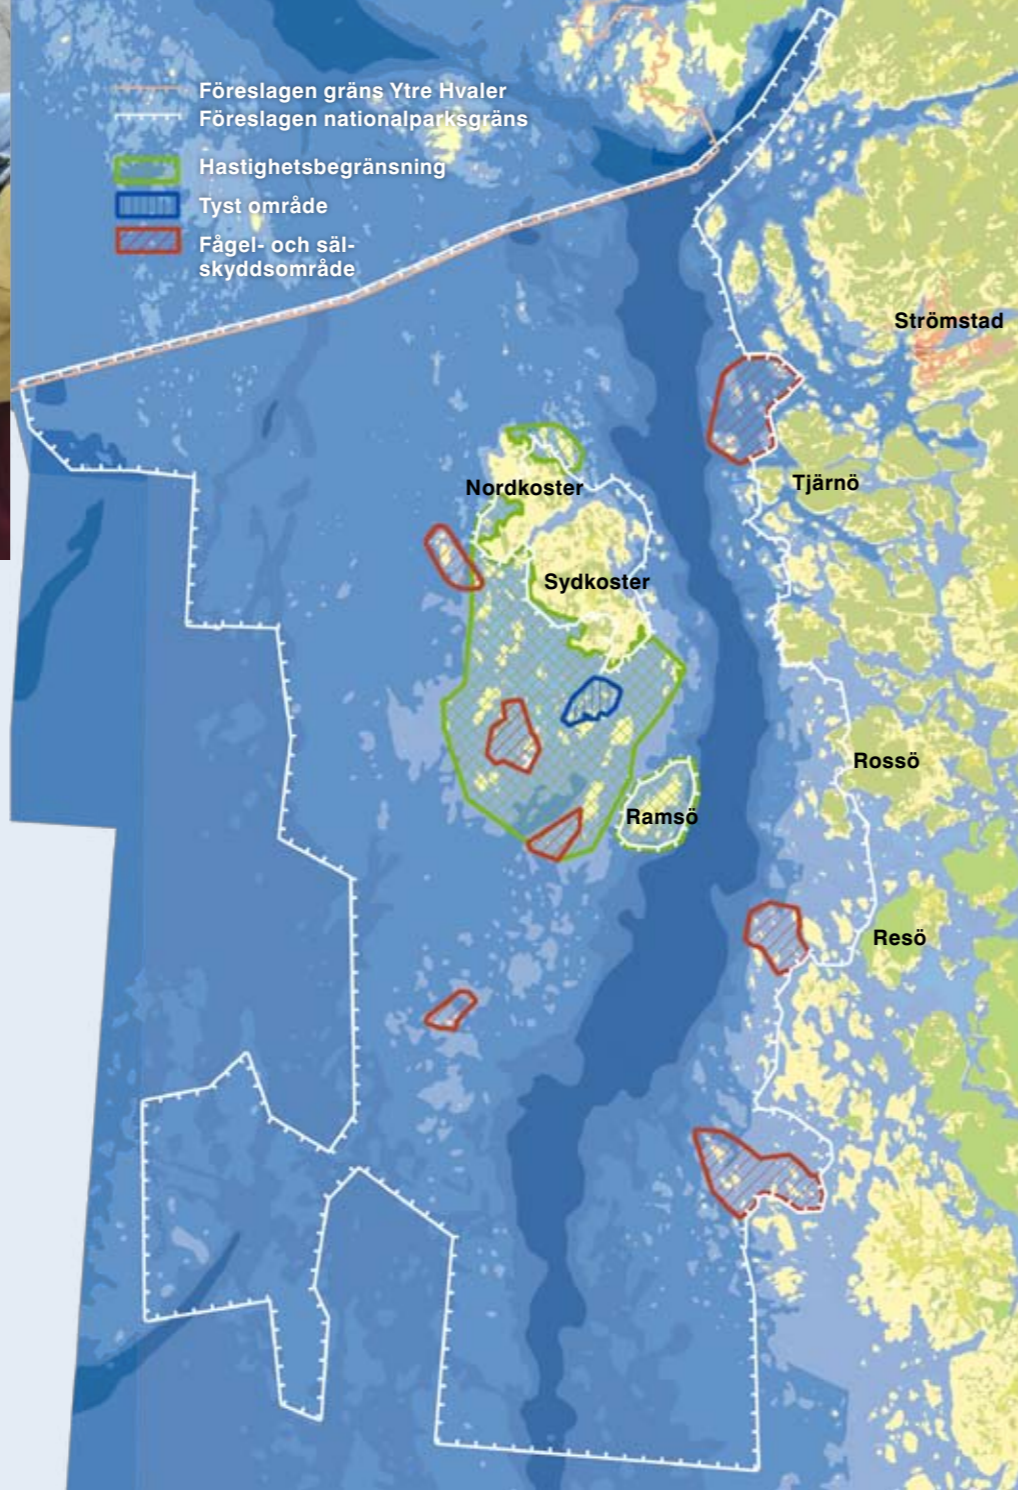 Föreslagen gräns Ytre Hvaler
Föreslagen nationalparksgräns
Hastighetsbegränsning
Tyst område
Fågel- och säl-
skyddsområde
Strömstad
Tjärnö
Nordkoster
Sydkoster
Rossö
Ramsö
Resö